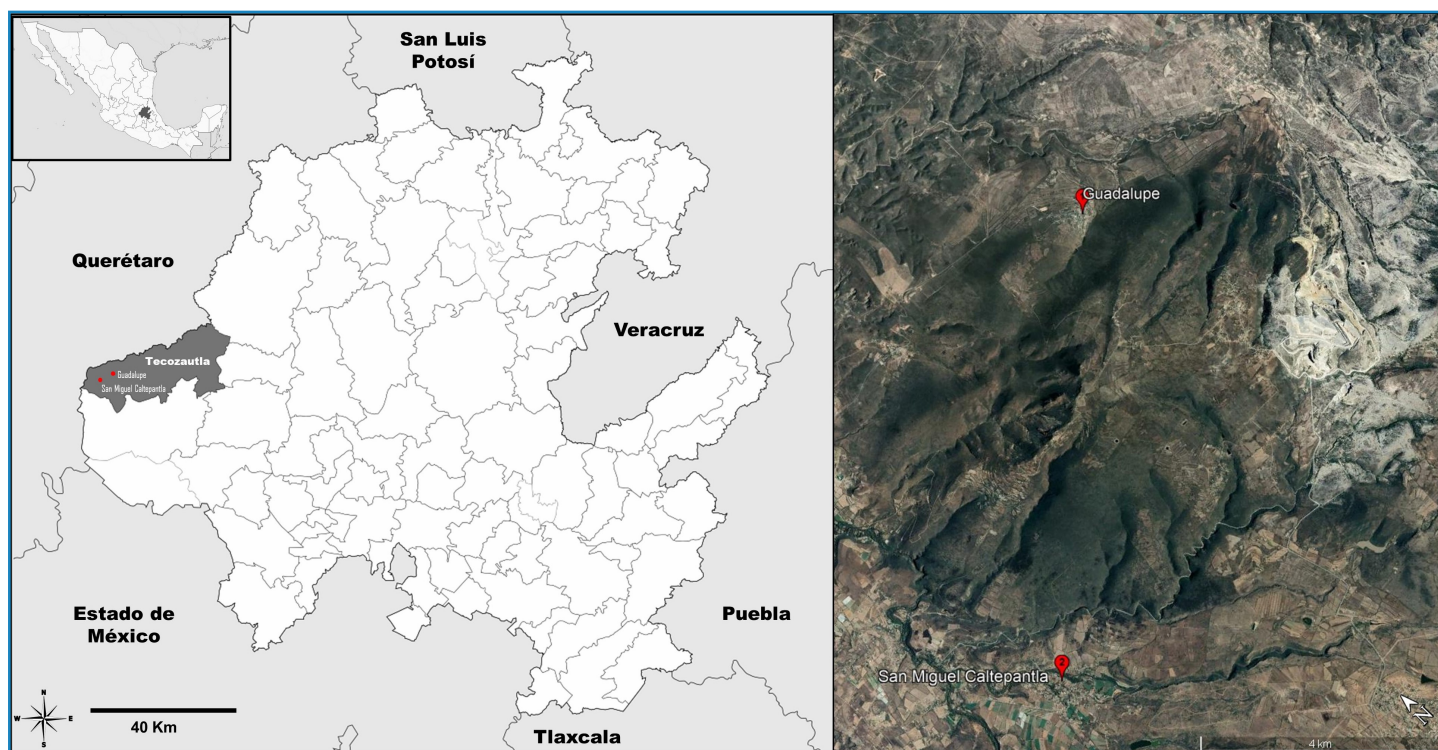 San Luis
Potosí
Querétaro
Veracruz
Tecozautla
Guadalupe
San Miguel Caltepantla
Estado de
México
Puebla
Tlaxcala
N
W
E
S
40 Km
Guadalupe
2
San Miguel Caltepantla
N
4 km